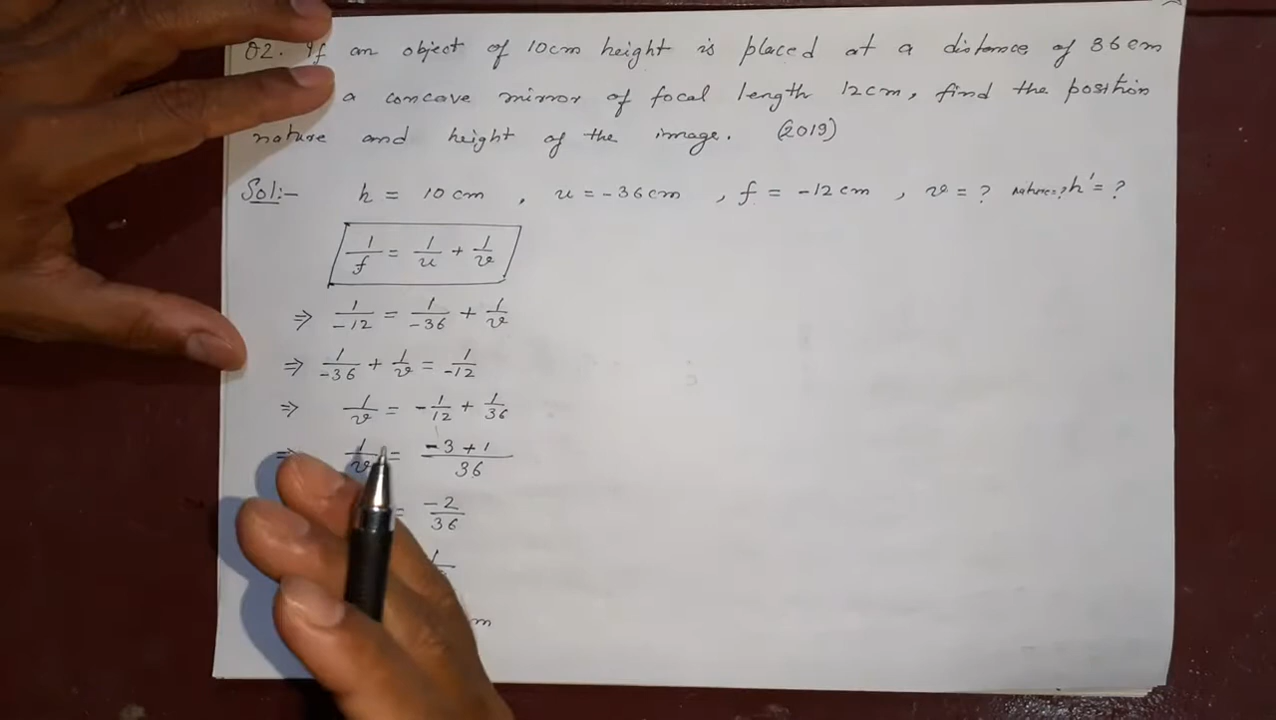 Q2. If an object of 10cm height is placed at a distance of 36cm
a concave mirror of focal length 12cm, find the position
nature and height of the image. (2019)
Sol:- h = 10 cm , u = -36cm , f = -12cm , v = ? nature=? h' = ?
1/f = 1/u + 1/v
⇒ 1/-12 = 1/-36 + 1/v
⇒ 1/-36 + 1/v = 1/-12
⇒ 1/v = -1/12 + 1/36
⇒ 1/v = -3+1/36
= -2/36